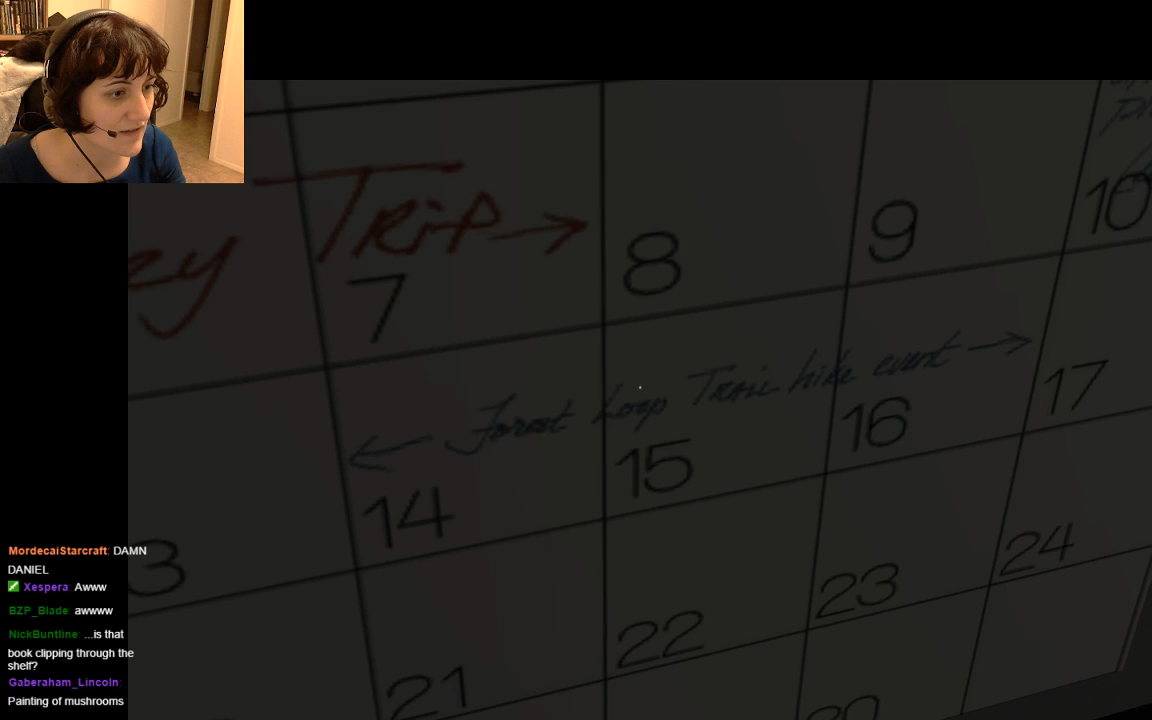 Trip →
7
8
9
10
← Forest Loop Trail hike event →
14
15
16
17
21
22
23
24
MordecaiStarcraft: DAMN
DANIEL
Xespera: Awww
BZP_Blade: awwww
NickBuntline: ...is that
book clipping through the
shelf?
Gaberaham_Lincoln:
Painting of mushrooms